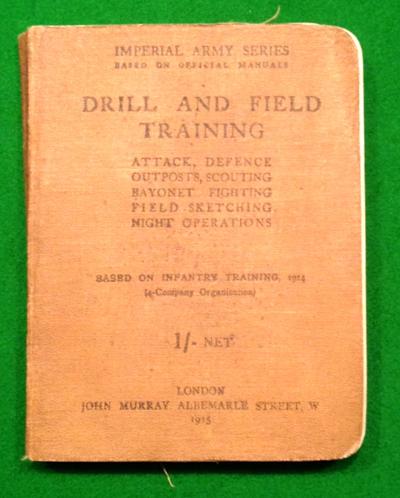 IMPERIAL ARMY SERIES
BASED ON OFFICIAL MANUALS
DRILL AND FIELD
TRAINING
ATTACK, DEFENCE
OUTPOSTS, SCOUTING
BAYONET FIGHTING
FIELD SKETCHING
NIGHT OPERATIONS
BASED ON INFANTRY TRAINING, 1914
(4-Company Organization)
1/- NET
LONDON
JOHN MURRAY, ALBEMARLE STREET, W
1915